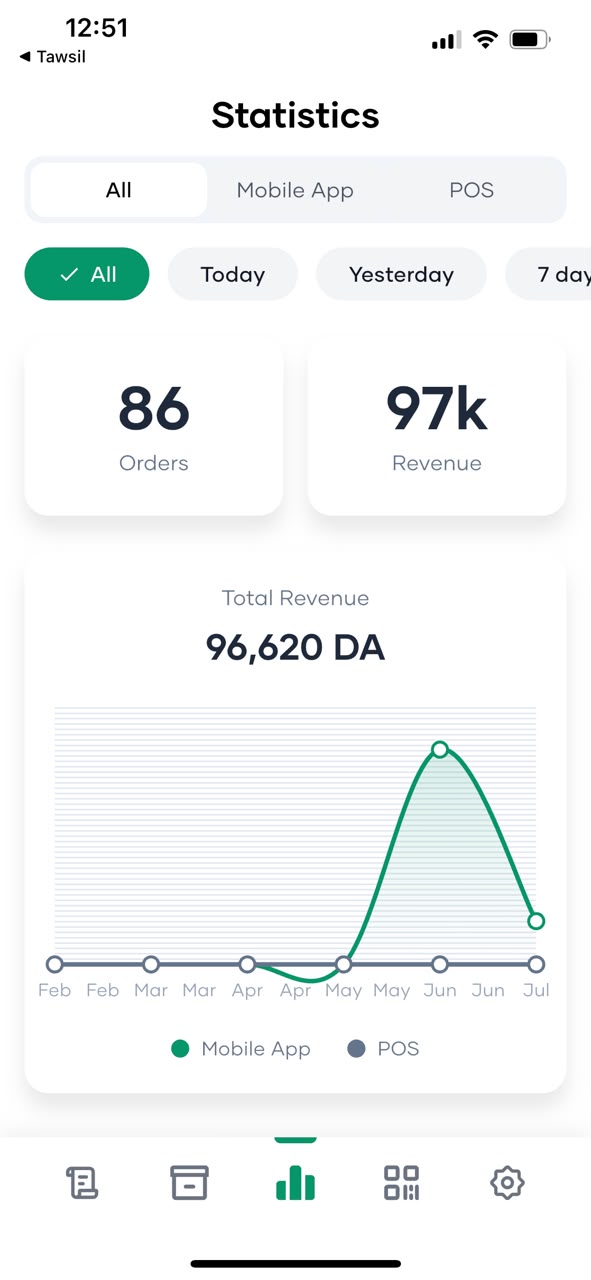 12:51
◀ Tawsil
Statistics
All Mobile App POS
✓ All Today Yesterday 7 day
86 97k
Orders Revenue
Total Revenue
96,620 DA
Feb Feb Mar Mar Apr Apr May May Jun Jun Jul
Mobile App POS